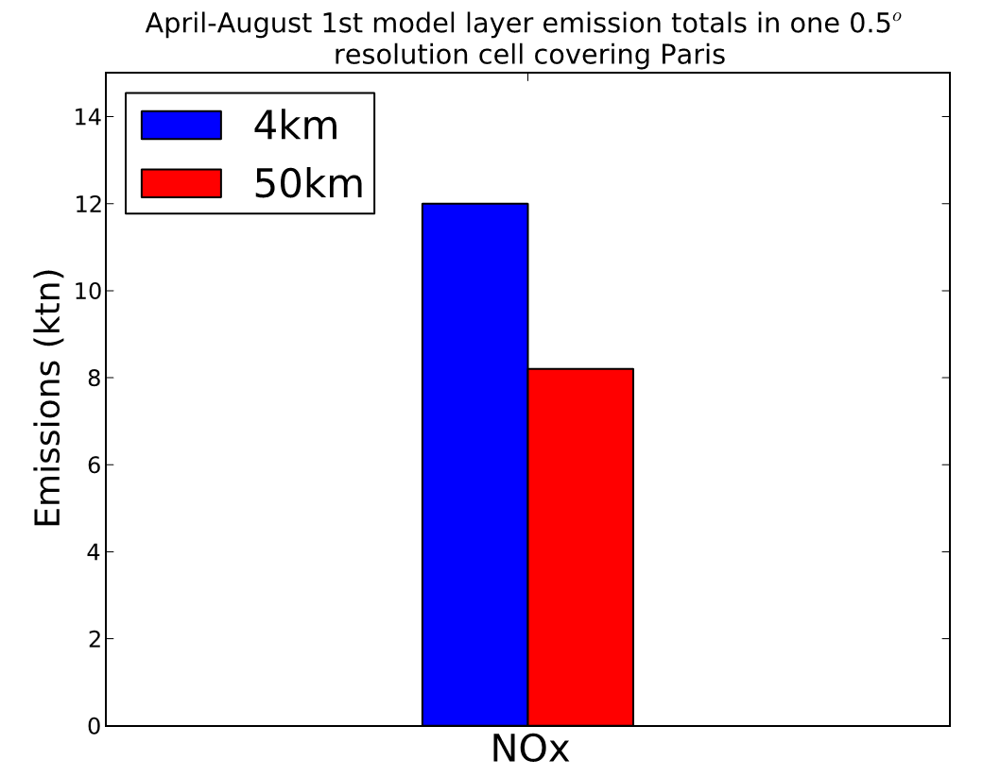 April-August 1st model layer emission totals in one 0.5°
resolution cell covering Paris
4km
50km
Emissions (ktn)
14
12
10
8
6
4
2
0
NOx